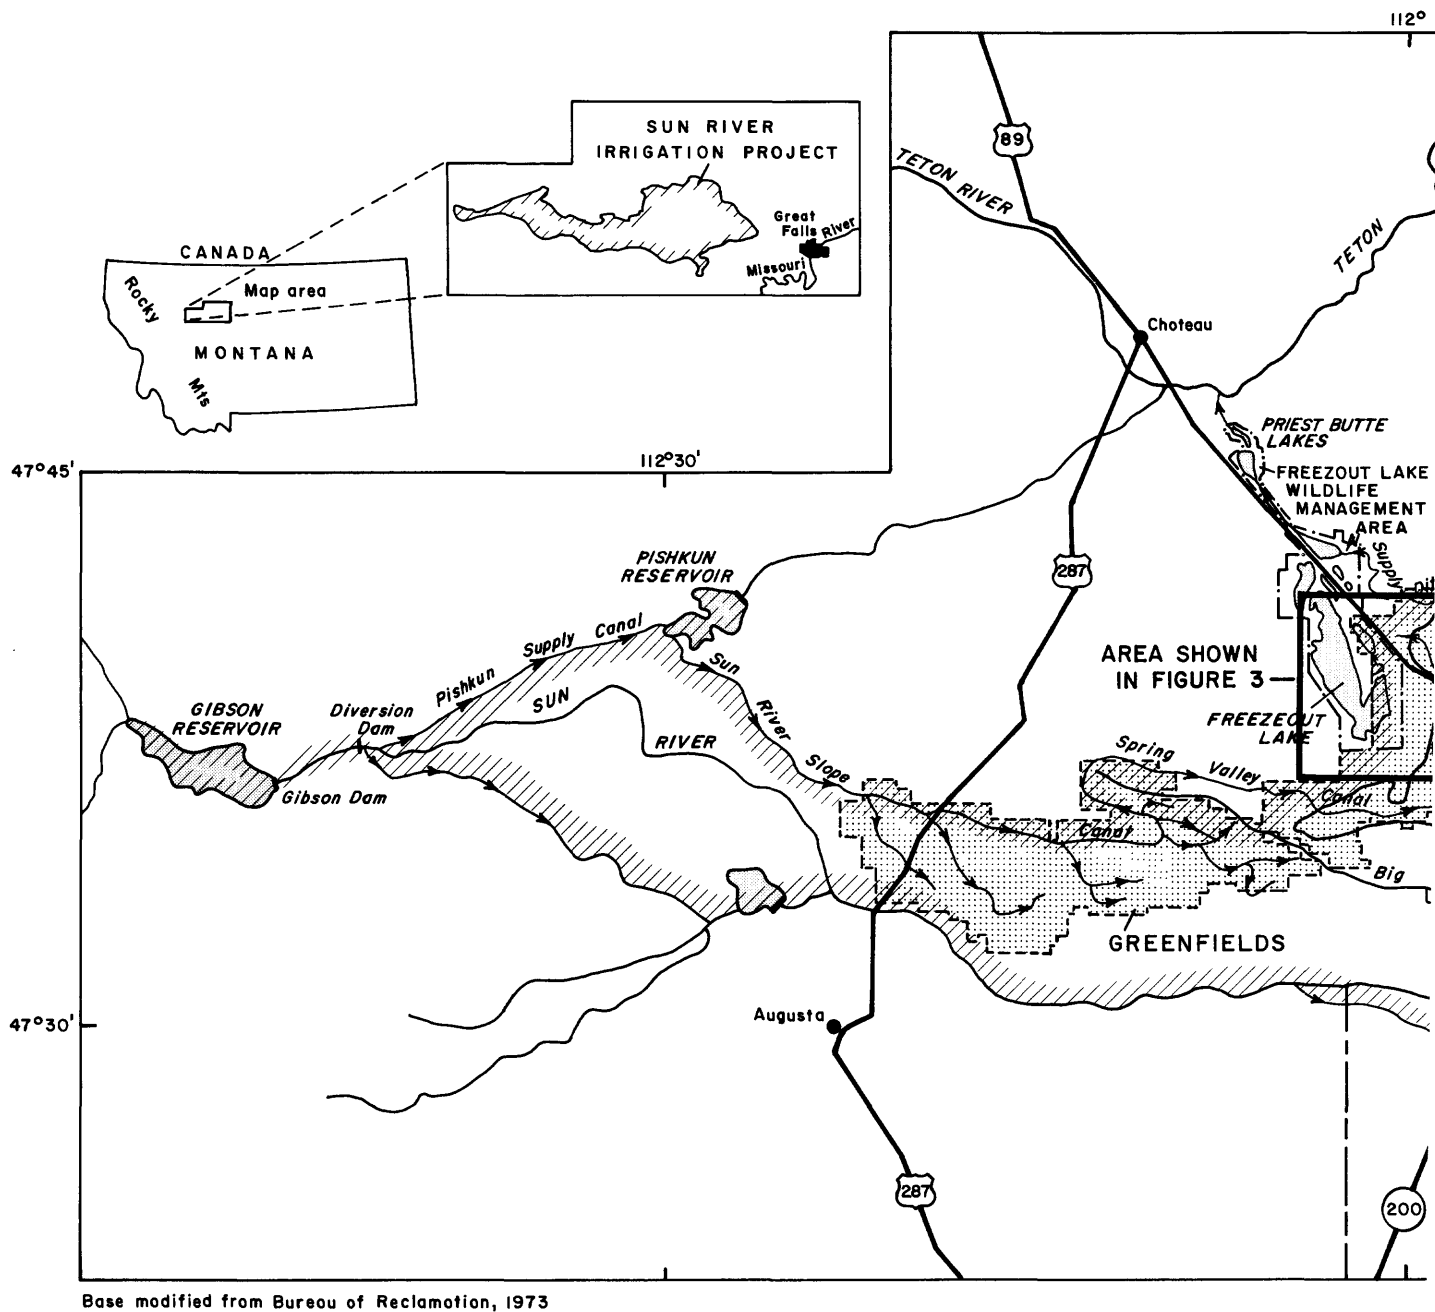 112°
SUN RIVER
IRRIGATION PROJECT
89
TETON RIVER
Great
Falls
River
Missouri
TETON
CANADA
Rocky
Map area
MONTANA
Mts
Choteau
PRIEST BUTTE
LAKES
FREEZOUT LAKE
WILDLIFE
MANAGEMENT
AREA
47°45'
112°30'
Supply
PISHKUN
RESERVOIR
287
Pishkun Supply Canal
AREA SHOWN
IN FIGURE 3
Sun River Slope Canal
SUN RIVER
GIBSON
RESERVOIR
Diversion
Dam
FREEZEOUT
LAKE
Gibson Dam
Spring Valley Canal
Big
GREENFIELDS
47°30'
Augusta
287
200
Base modified from Bureau of Reclamation, 1973